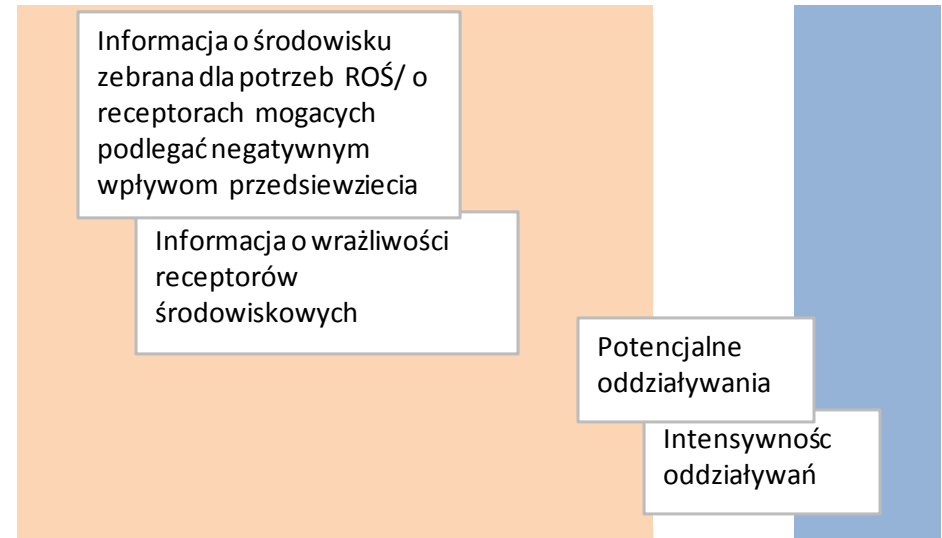 Informacja o środowisku
zebrana dla potrzeb ROŚ/ o
receptorach mogacych
podlegać negatywnym
wpływom przedsiewziecia
Informacja o wrażliwości
receptorów
środowiskowych
Potencjalne
oddziaływania
Intensywnośc
oddziaływań